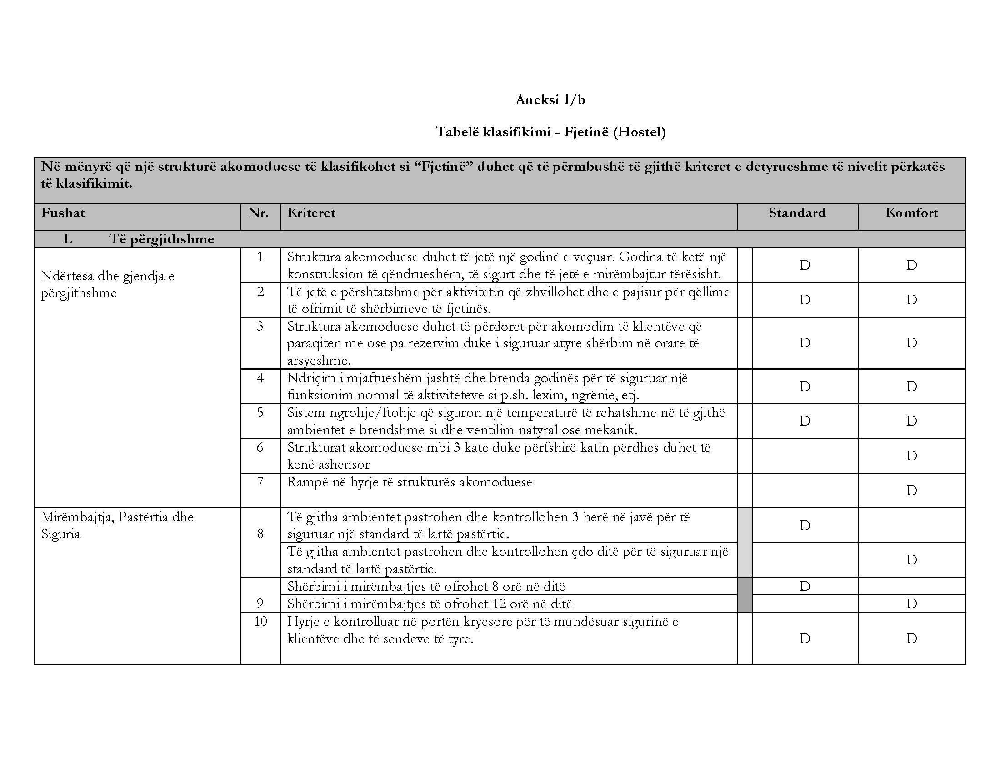 Aneksi 1/b
Tabelë klasifikimi - Fjetinë (Hostel)
Në mënyrë që një strukturë akomoduese të klasifikohet si “Fjetinë” duhet që të përmbushë të gjithë kriteret e detyrueshme të nivelit përkatës
të klasifikimit.
Fushat Nr. Kriteret Standard Komfort
I. Të përgjithshme
Ndërtesa dhe gjendja e
përgjithshme
1 Struktura akomoduese duhet të jetë një godinë e veçuar. Godina të ketë një
konstruksion të qëndrueshëm, të sigurt dhe të jetë e mirëmbajtur tërësisht.
D D
2 Të jetë e përshtatshme për aktivitetin që zhvillohet dhe e pajisur për qëllime
të ofrimit të shërbimeve të fjetinës.
D D
3 Struktura akomoduese duhet të përdoret për akomodim të klientëve që
paraqiten me ose pa rezervim duke i siguruar atyre shërbim në orare të
arsyeshme.
D D
4 Ndriçim i mjaftueshëm jashtë dhe brenda godinës për të siguruar një
funksionim normal të aktiviteteve si p.sh. lexim, ngrënie, etj.
D D
5 Sistem ngrohje/ftohje që siguron një temperaturë të rehatshme në të gjithë
ambientet e brendshme si dhe ventilim natyral ose mekanik.
D D
6 Strukturat akomoduese mbi 3 kate duke përfshirë katin përdhes duhet të
kenë ashensor
D
7 Rampë në hyrje të strukturës akomoduese
D
Mirëmbajtja, Pastërtia dhe
Siguria
8
Të gjitha ambientet pastrohen dhe kontrollohen 3 herë në javë për të
siguruar një standard të lartë pastërtie.
D
Të gjitha ambientet pastrohen dhe kontrollohen çdo ditë për të siguruar një
standard të lartë pastërtie.
D
Shërbimi i mirëmbajtjes të ofrohet 8 orë në ditë D
9 Shërbimi i mirëmbajtjes të ofrohet 12 orë në ditë D
10 Hyrje e kontrolluar në portën kryesore për të mundësuar sigurinë e
klientëve dhe të sendeve të tyre.
D D